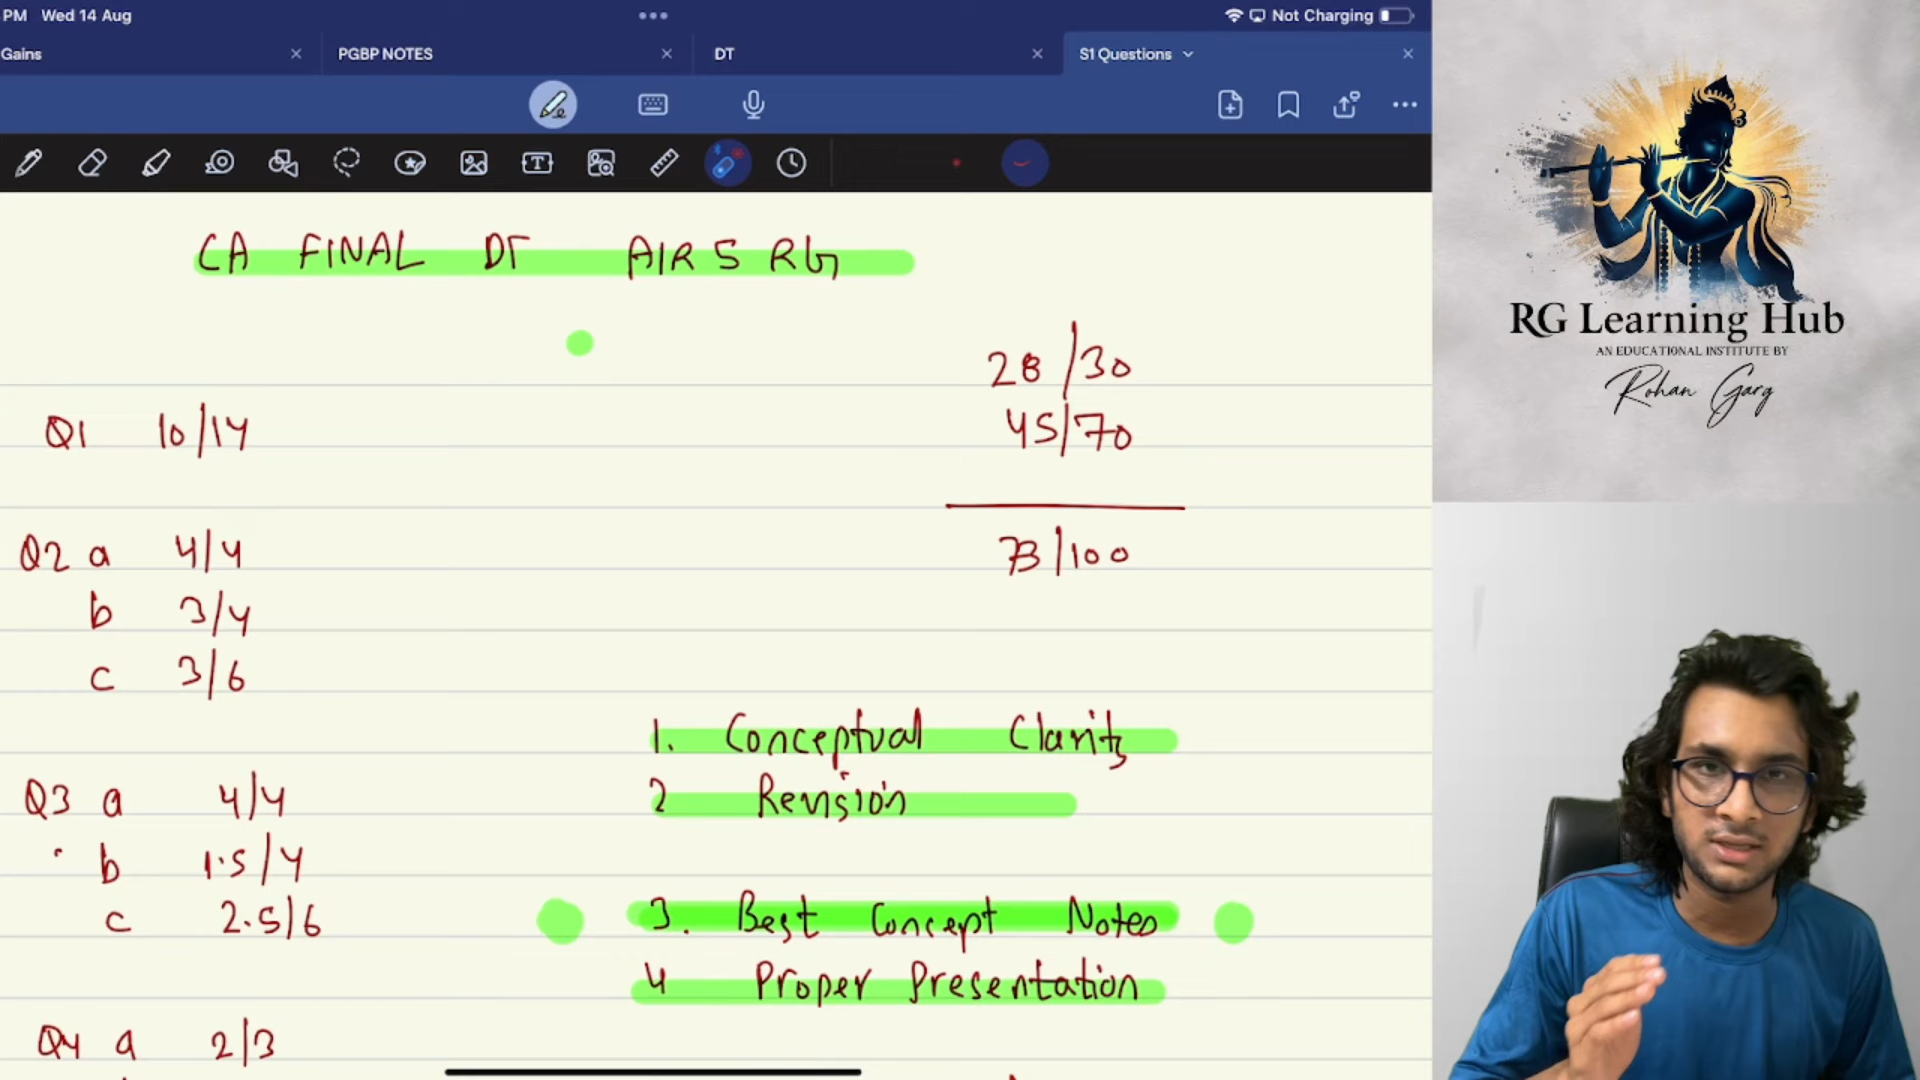 PM Wed 14 Aug
Not Charging
Gains
PGBP NOTES
DT
S1 Questions
CA FINAL DT AIR 5 RG
28/30
45/70
73/100
Q1 10/14
Q2 a 4/4
b 3/4
c 3/6
Q3 a 4/4
b 1.5/4
c 2.5/6
Q4 a 2/3
1. Conceptual Clarity
2 Revision
3. Best Concept Notes
4 Proper Presentation
RG Learning Hub
AN EDUCATIONAL INSTITUTE BY
Rohan Garg